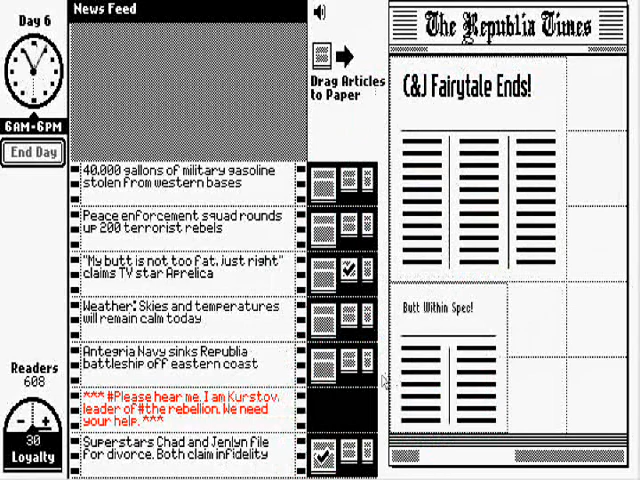 Day 6
6AM-6PM
End Day
Readers
608
- +
30
Loyalty
News Feed
40,000 gallons of military gasoline
stolen from western bases
Peace enforcement squad rounds
up 200 terrorist rebels
"My butt is not too fat, just right"
claims TV star Aprelica
Weather: Skies and temperatures
will remain calm today
Antegria Navy sinks Republia
battleship off eastern coast
*** #Please hear me. I am Kurstov,
leader of #the rebellion. We need
your help. ***
Superstars Chad and Jenlyn file
for divorce. Both claim infidelity
Drag Articles
to Paper
The Republia Times
C&J Fairytale Ends!
Butt Within Spec!